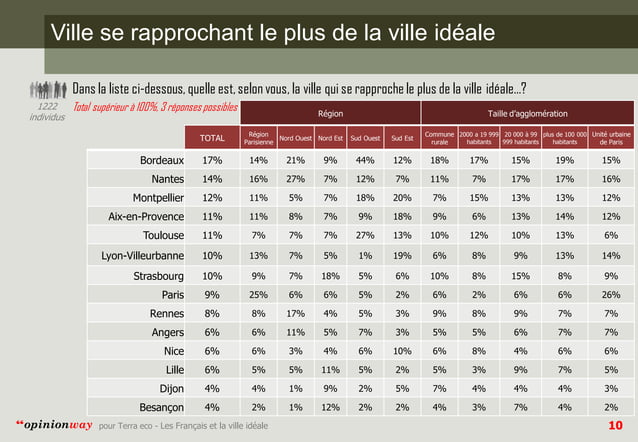 Ville se rapprochant le plus de la ville idéale
Dans la liste ci-dessous, quelle est, selon vous, la ville qui se rapproche le plus de la ville idéale...?
1222 individus
Total supérieur à 100%, 3 réponses possibles
Région Taille d'agglomération
TOTAL Région Parisienne Nord Ouest Nord Est Sud Ouest Sud Est Commune rurale 2000 a 19 999 habitants 20 000 à 99 999 habitants plus de 100 000 habitants Unité urbaine de Paris
Bordeaux 17% 14% 21% 9% 44% 12% 18% 17% 15% 19% 15%
Nantes 14% 16% 27% 7% 12% 7% 11% 7% 17% 17% 16%
Montpellier 12% 11% 5% 7% 18% 20% 7% 15% 13% 13% 12%
Aix-en-Provence 11% 11% 8% 7% 9% 18% 9% 6% 13% 14% 12%
Toulouse 11% 7% 7% 7% 27% 13% 10% 12% 10% 13% 6%
Lyon-Villeurbanne 10% 13% 7% 5% 1% 19% 6% 8% 9% 13% 14%
Strasbourg 10% 9% 7% 18% 5% 6% 10% 8% 15% 8% 9%
Paris 9% 25% 6% 6% 5% 2% 6% 2% 6% 6% 26%
Rennes 8% 8% 17% 4% 5% 3% 9% 8% 9% 7% 7%
Angers 6% 6% 11% 5% 7% 3% 5% 5% 6% 7% 7%
Nice 6% 6% 3% 4% 6% 10% 6% 8% 4% 6% 6%
Lille 6% 5% 5% 11% 5% 2% 5% 3% 9% 7% 5%
Dijon 4% 4% 1% 9% 2% 5% 7% 4% 4% 4% 3%
Besançon 4% 2% 1% 12% 2% 2% 4% 3% 7% 4% 2%
“opinionway pour Terra eco - Les Français et la ville idéale 10